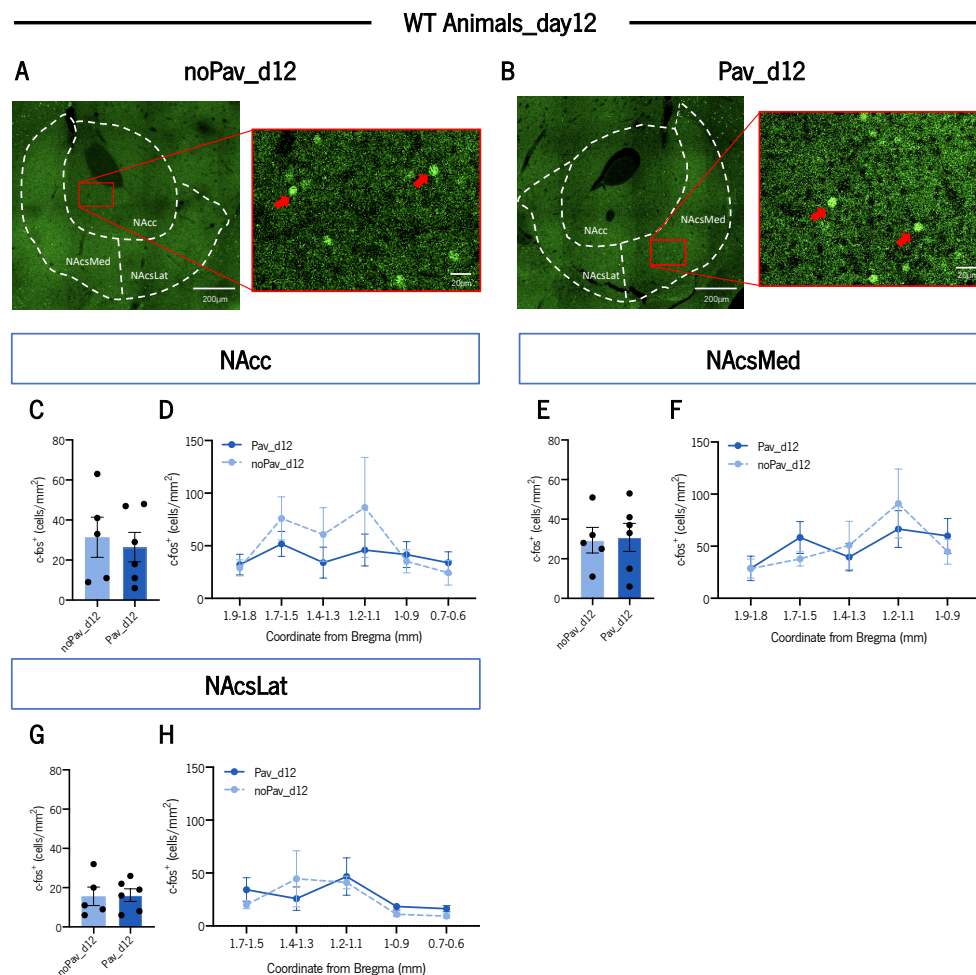 WT Animals_day12
A
noPav_d12
B
Pav_d12
NAcc
NAcsMed
NAcsLat
200µm
20µm
NAcc
NAcsMed
NAcsLat
200µm
20µm
NAcc
NAcsMed
C
D
E
F
80
60
40
20
0
c-fos⁺ (cells/mm²)
noPav_d12
Pav_d12
150
100
50
0
c-fos⁺ (cells/mm²)
Pav_d12
noPav_d12
1.9-1.8
1.7-1.5
1.4-1.3
1.2-1.1
1-0.9
0.7-0.6
Coordinate from Bregma (mm)
80
60
40
20
0
c-fos⁺ (cells/mm²)
noPav_d12
Pav_d12
150
100
50
0
c-fos⁺ (cells/mm²)
Pav_d12
noPav_d12
1.9-1.8
1.7-1.5
1.4-1.3
1.2-1.1
1-0.9
Coordinate from Bregma (mm)
NAcsLat
G
H
80
60
40
20
0
c-fos⁺ (cells/mm²)
noPav_d12
Pav_d12
150
100
50
0
c-fos⁺ (cells/mm²)
Pav_d12
noPav_d12
1.7-1.5
1.4-1.3
1.2-1.1
1-0.9
0.7-0.6
Coordinate from Bregma (mm)